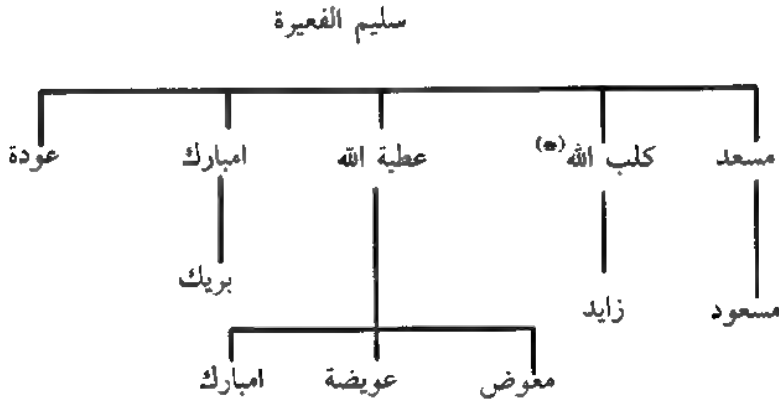 سليم الفعيرة
مسعد كلب الله (*) عطية الله امبارك عودة
مسعود زايد بريك
معوض عويضة امبارك